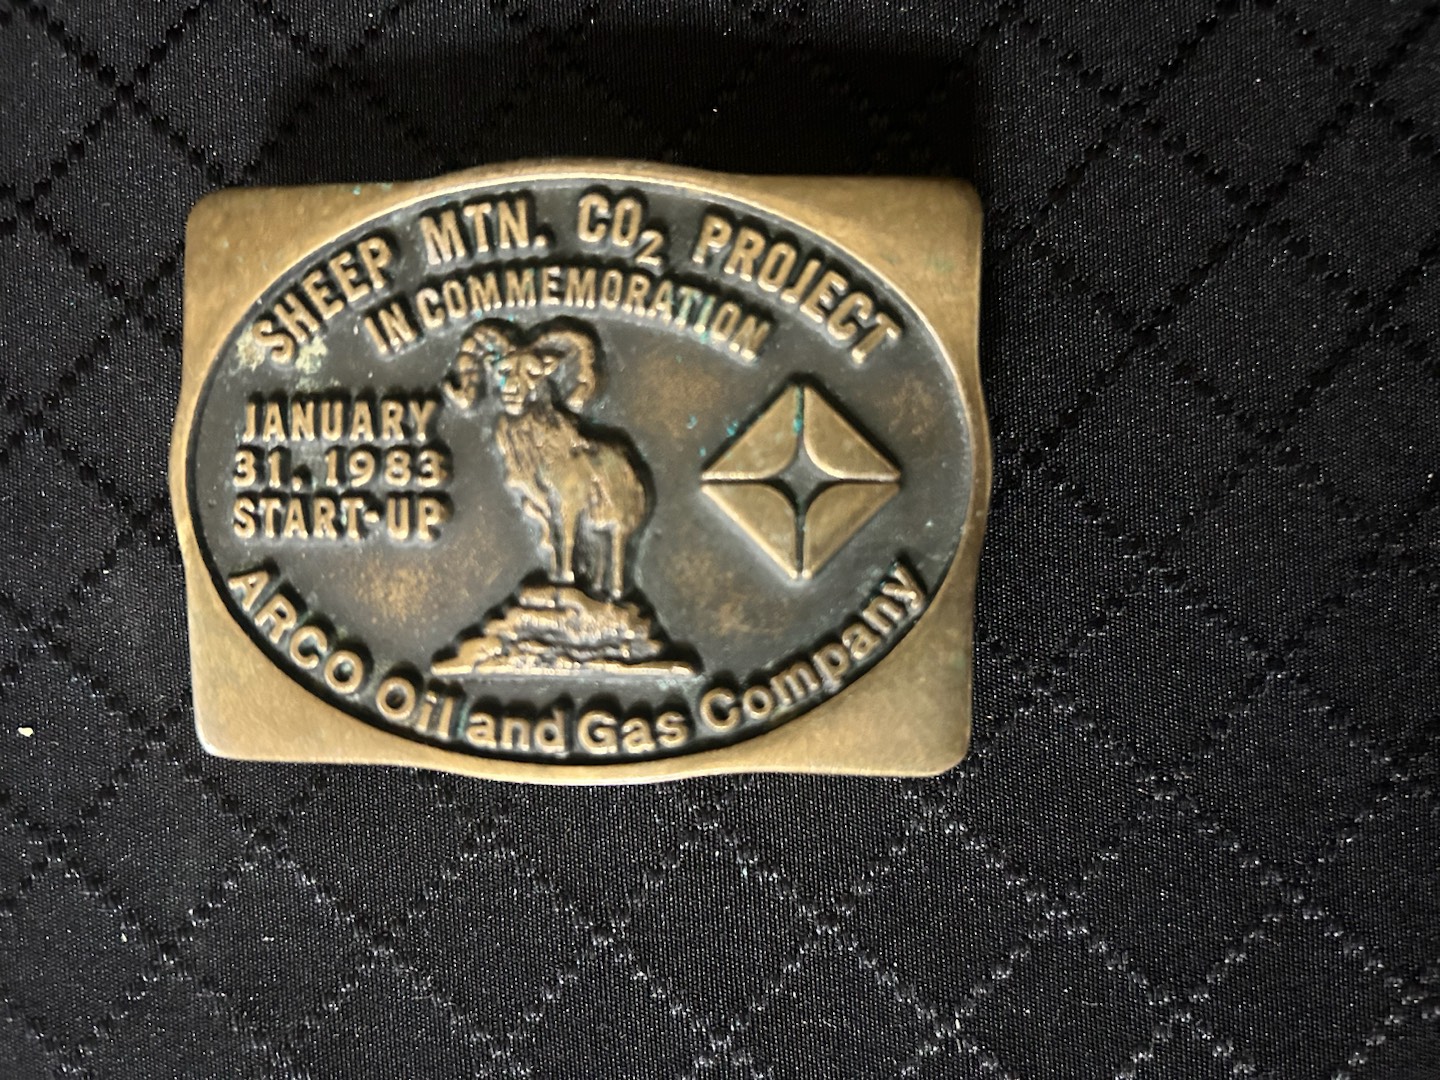 SHEEP MTN. CO₂ PROJECT
IN COMMEMORATION
JANUARY
31, 1983
START-UP
ARCO Oil and Gas Company